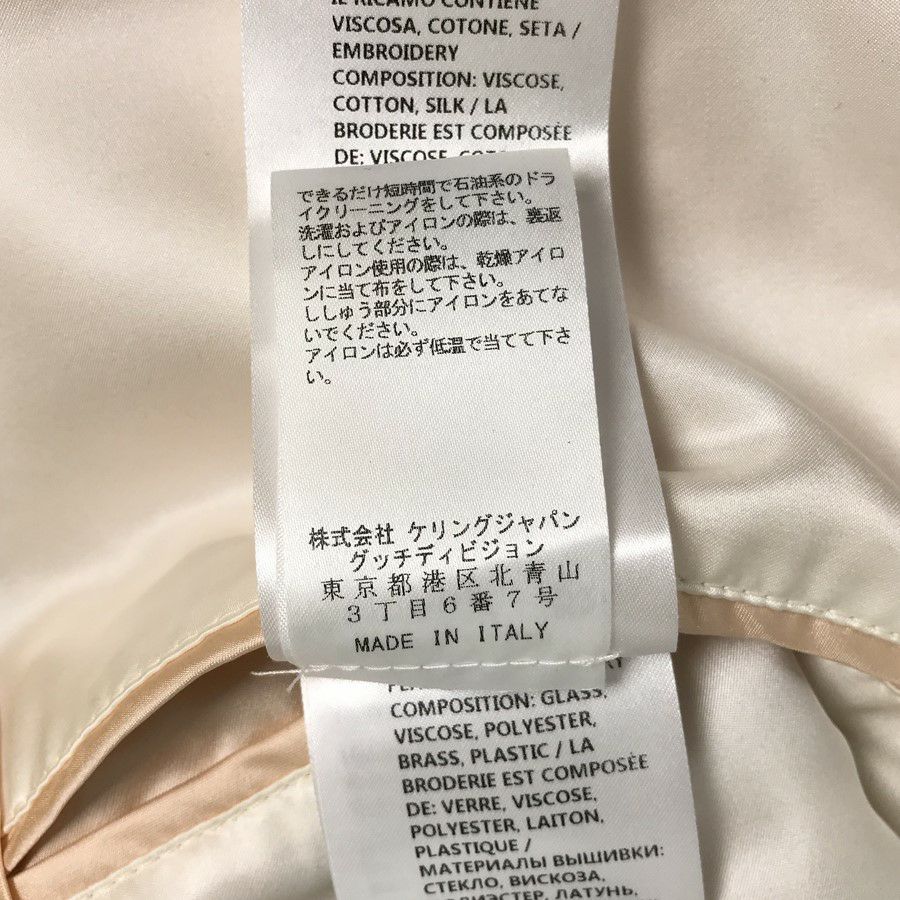 IL RICAMO CONTIENE
VISCOSA, COTONE, SETA /
EMBROIDERY
COMPOSITION: VISCOSE,
COTTON, SILK / LA
BRODERIE EST COMPOSÉE
DE: VISCOSE,
できるだけ短時間で石油系のドラ
イクリーニングをして下さい。
洗濯およびアイロンの際は、裏返
しにしてください。
アイロン使用の際は、乾燥アイロ
ンに当て布をして下さい。
ししゅう部分にアイロンをあてな
いでください。
アイロンは必ず低温で当てて下さ
い。
株式会社 ケリングジャパン
グッチディビジョン
東京都港区北青山
3丁目6番7号
MADE IN ITALY
COMPOSITION: GLASS,
VISCOSE, POLYESTER,
BRASS, PLASTIC / LA
BRODERIE EST COMPOSÉE
DE: VERRE, VISCOSE,
POLYESTER, LAITON,
PLASTIQUE /
МАТЕРИАЛЫ ВЫШИВКИ:
СТЕКЛО, ВИСКОЗА,
ПОЛИЭСТЕР, ЛАТУНЬ,